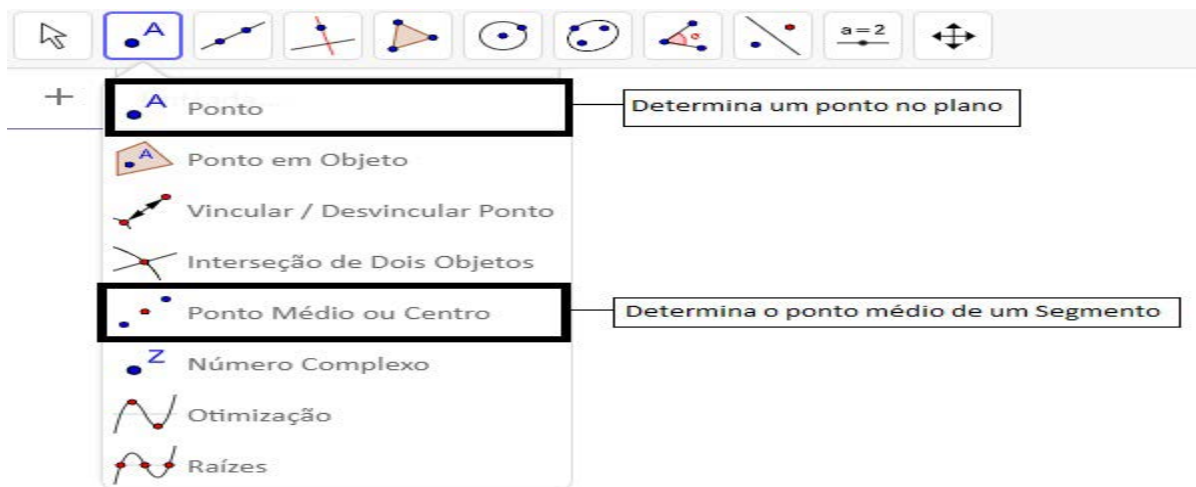 A
a = 2
A Ponto
Determina um ponto no plano
A Ponto em Objeto
Vincular / Desvincular Ponto
Interseção de Dois Objetos
Ponto Médio ou Centro
Determina o ponto médio de um Segmento
Z Número Complexo
Otimização
Raízes